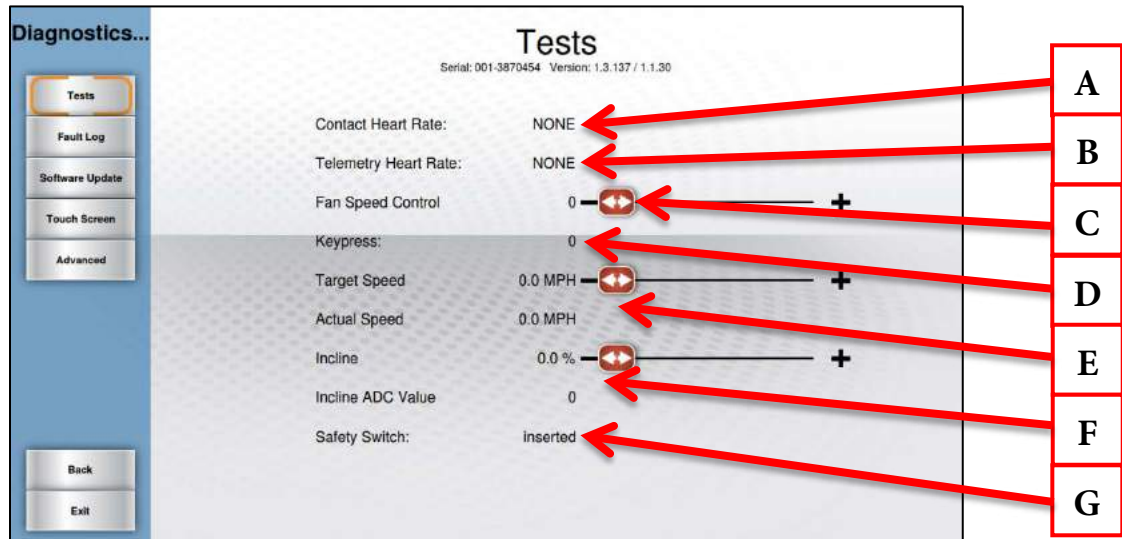 Diagnostics...
Tests
Fault Log
Software Update
Touch Screen
Advanced
Back
Exit
Tests
Serial: 001-3870454 Version: 1.3.137 / 1.1.30
Contact Heart Rate: NONE
Telemetry Heart Rate: NONE
Fan Speed Control 0
Keypress: 0
Target Speed 0.0 MPH
Actual Speed 0.0 MPH
Incline 0.0 %
Incline ADC Value 0
Safety Switch: inserted
A
B
C
D
E
F
G